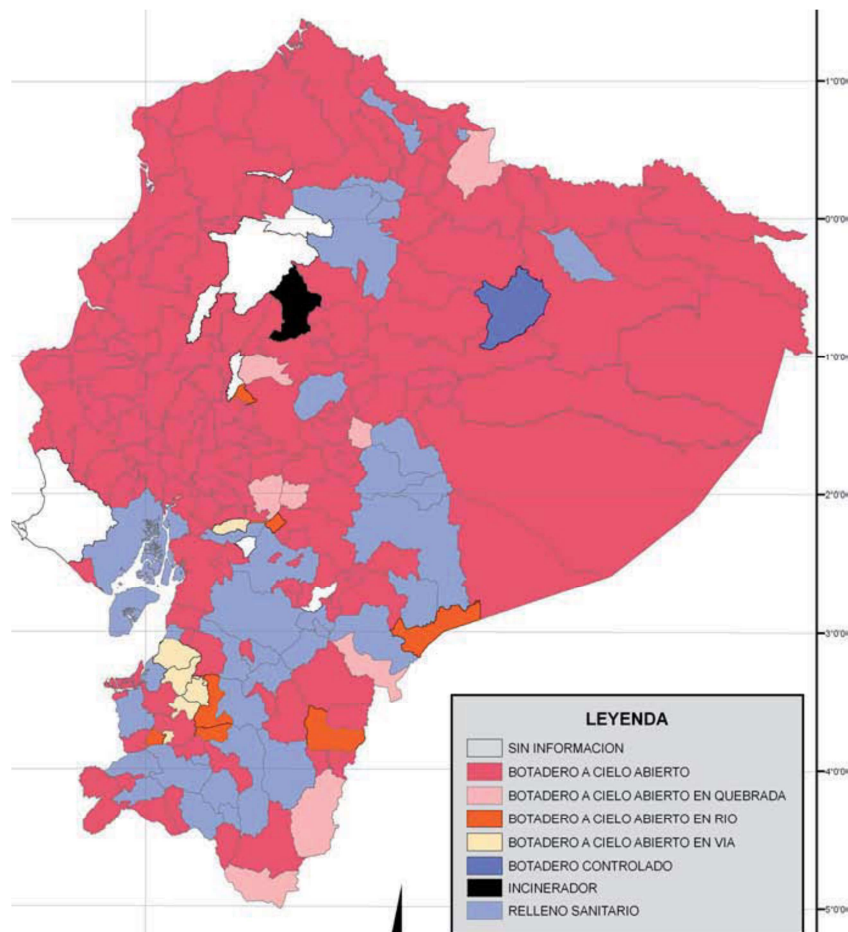 1°0'0"
0°0'0"
1°0'0"
2°0'0"
3°0'0"
4°0'0"
5°0'0"
LEYENDA
SIN INFORMACION
BOTADERO A CIELO ABIERTO
BOTADERO A CIELO ABIERTO EN QUEBRADA
BOTADERO A CIELO ABIERTO EN RIO
BOTADERO A CIELO ABIERTO EN VIA
BOTADERO CONTROLADO
INCINERADOR
RELLENO SANITARIO